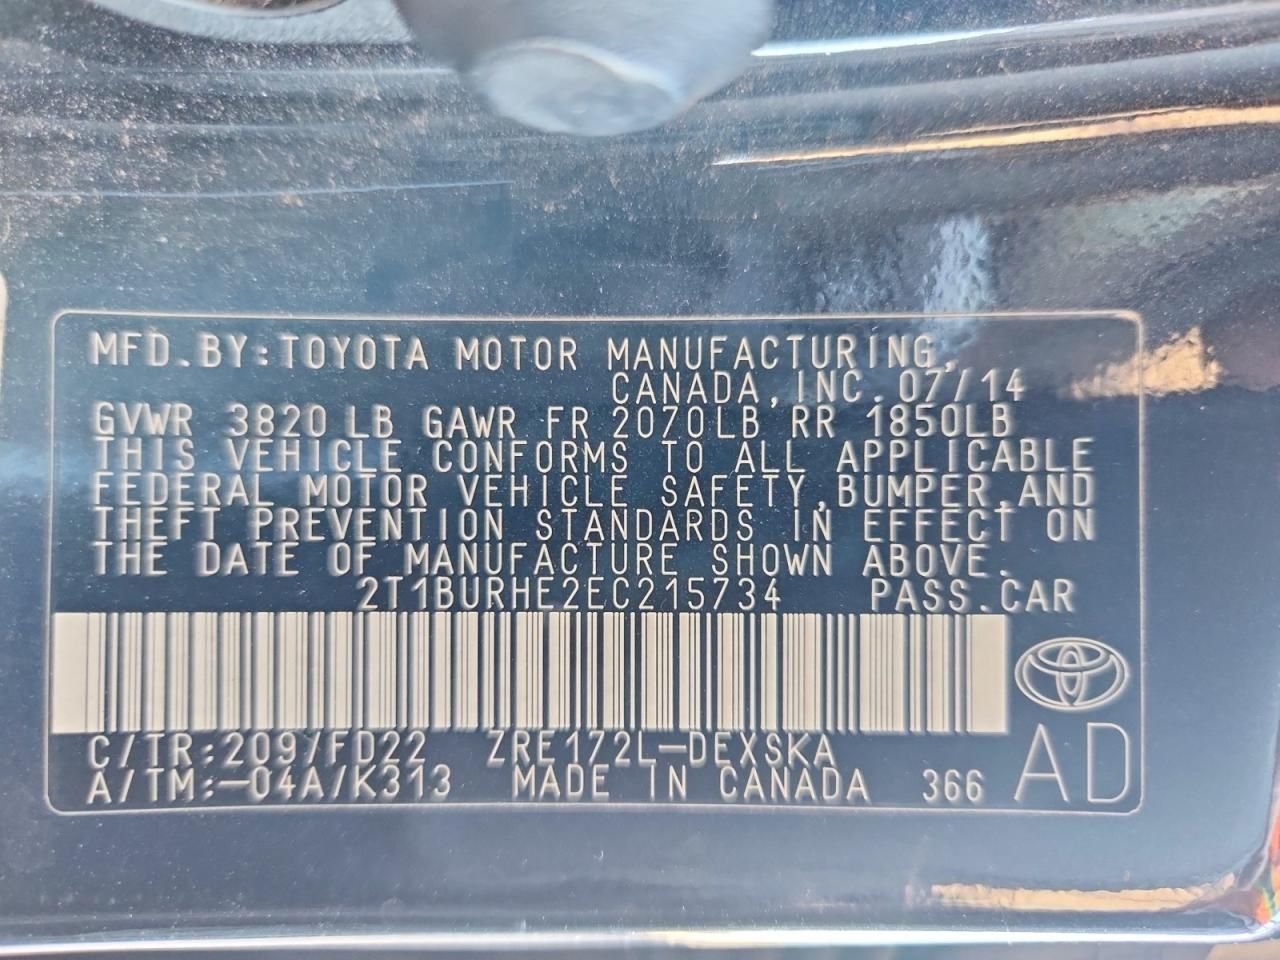 MFD.BY:TOYOTA MOTOR MANUFACTURING,
CANADA,INC. 07/14
GVWR 3820 LB GAWR FR 2070LB RR 1850LB
THIS VEHICLE CONFORMS TO ALL APPLICABLE
FEDERAL MOTOR VEHICLE SAFETY,BUMPER,AND
THEFT PREVENTION STANDARDS IN EFFECT ON
THE DATE OF MANUFACTURE SHOWN ABOVE.
2T1BURHE2EC215734 PASS.CAR
C/TR:209/FD22 ZRE172L-DEXSKA
A/TM:-04A/K313 MADE IN CANADA 366 AD